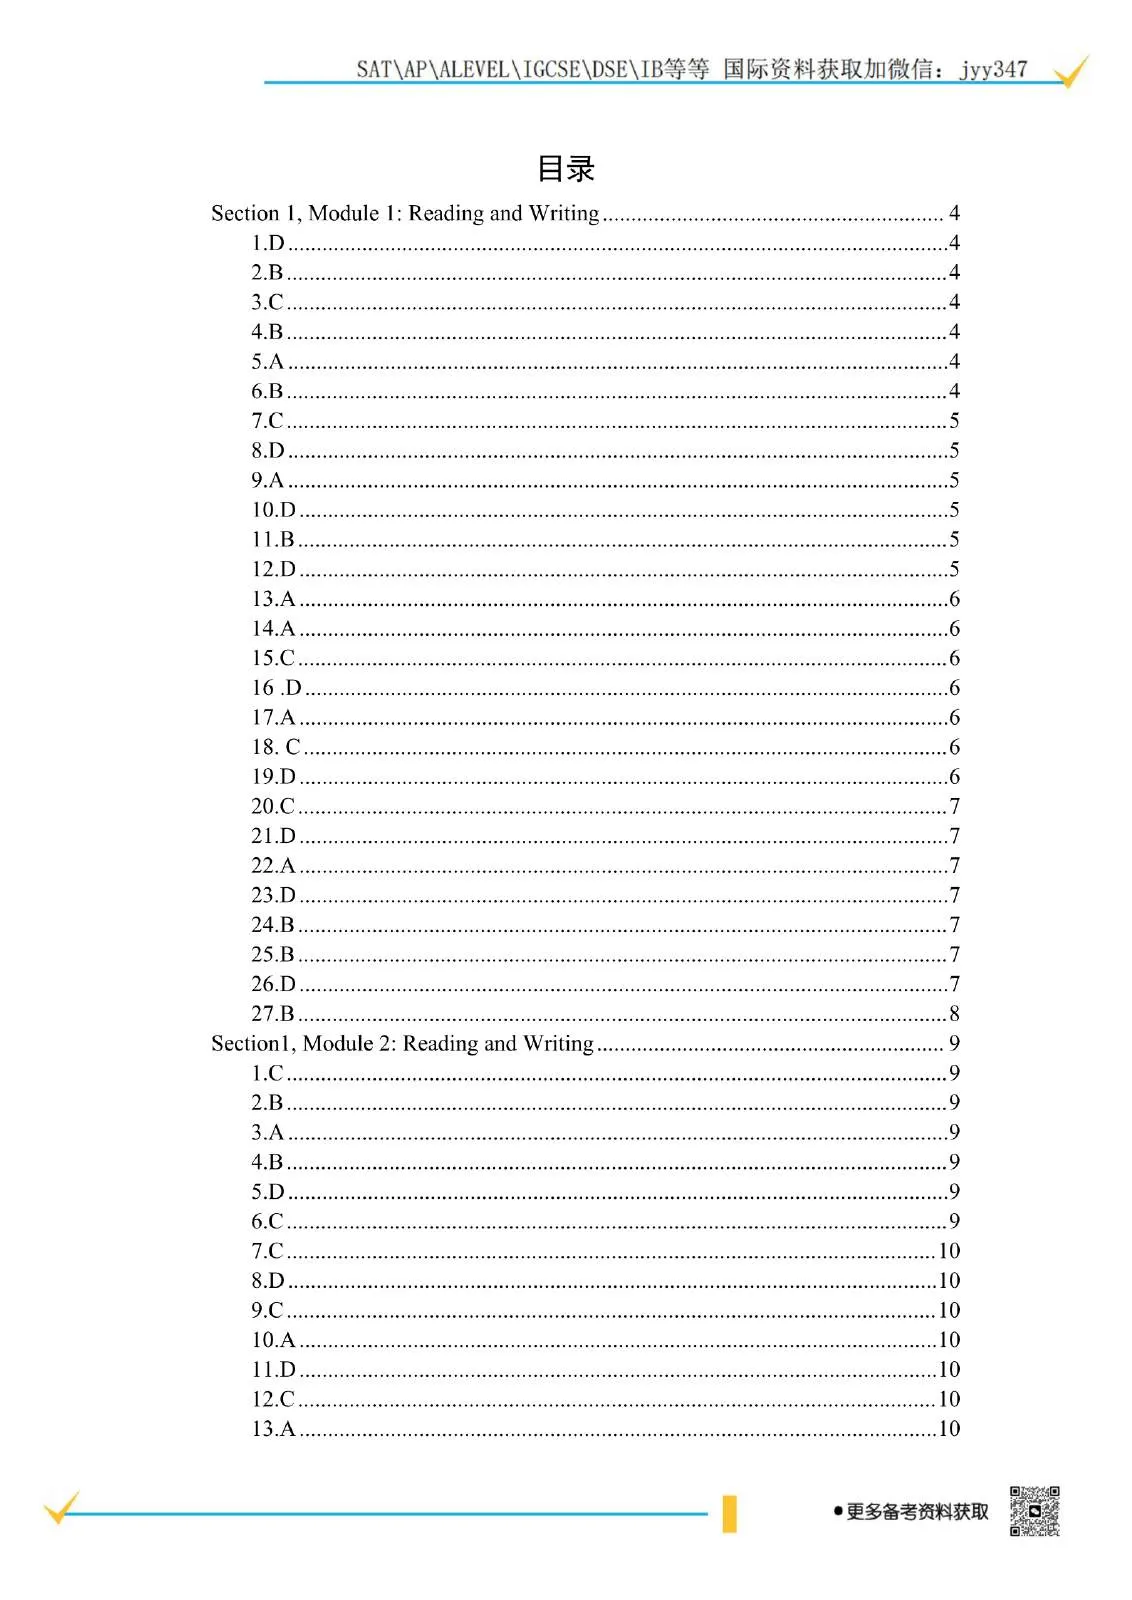 SAT\AP\ALEVEL\IGCSE\DSE\IB等等 国际资料获取加微信：jyy347
目录
Section 1, Module 1: Reading and Writing........................................................... 4
1.D....................................................................................................................4
2.B....................................................................................................................4
3.C....................................................................................................................4
4.B....................................................................................................................4
5.A....................................................................................................................4
6.B....................................................................................................................4
7.C....................................................................................................................5
8.D....................................................................................................................5
9.A....................................................................................................................5
10.D..................................................................................................................5
11.B..................................................................................................................5
12.D..................................................................................................................5
13.A..................................................................................................................6
14.A..................................................................................................................6
15.C..................................................................................................................6
16 .D.................................................................................................................6
17.A..................................................................................................................6
18. C.................................................................................................................6
19.D..................................................................................................................6
20.C..................................................................................................................7
21.D..................................................................................................................7
22.A..................................................................................................................7
23.D..................................................................................................................7
24.B..................................................................................................................7
25.B..................................................................................................................7
26.D..................................................................................................................7
27.B..................................................................................................................8
Section1, Module 2: Reading and Writing............................................................ 9
1.C....................................................................................................................9
2.B....................................................................................................................9
3.A....................................................................................................................9
4.B....................................................................................................................9
5.D....................................................................................................................9
6.C....................................................................................................................9
7.C..................................................................................................................10
8.D..................................................................................................................10
9.C..................................................................................................................10
10.A................................................................................................................10
11.D................................................................................................................10
12.C................................................................................................................10
13.A................................................................................................................10
•更多备考资料获取